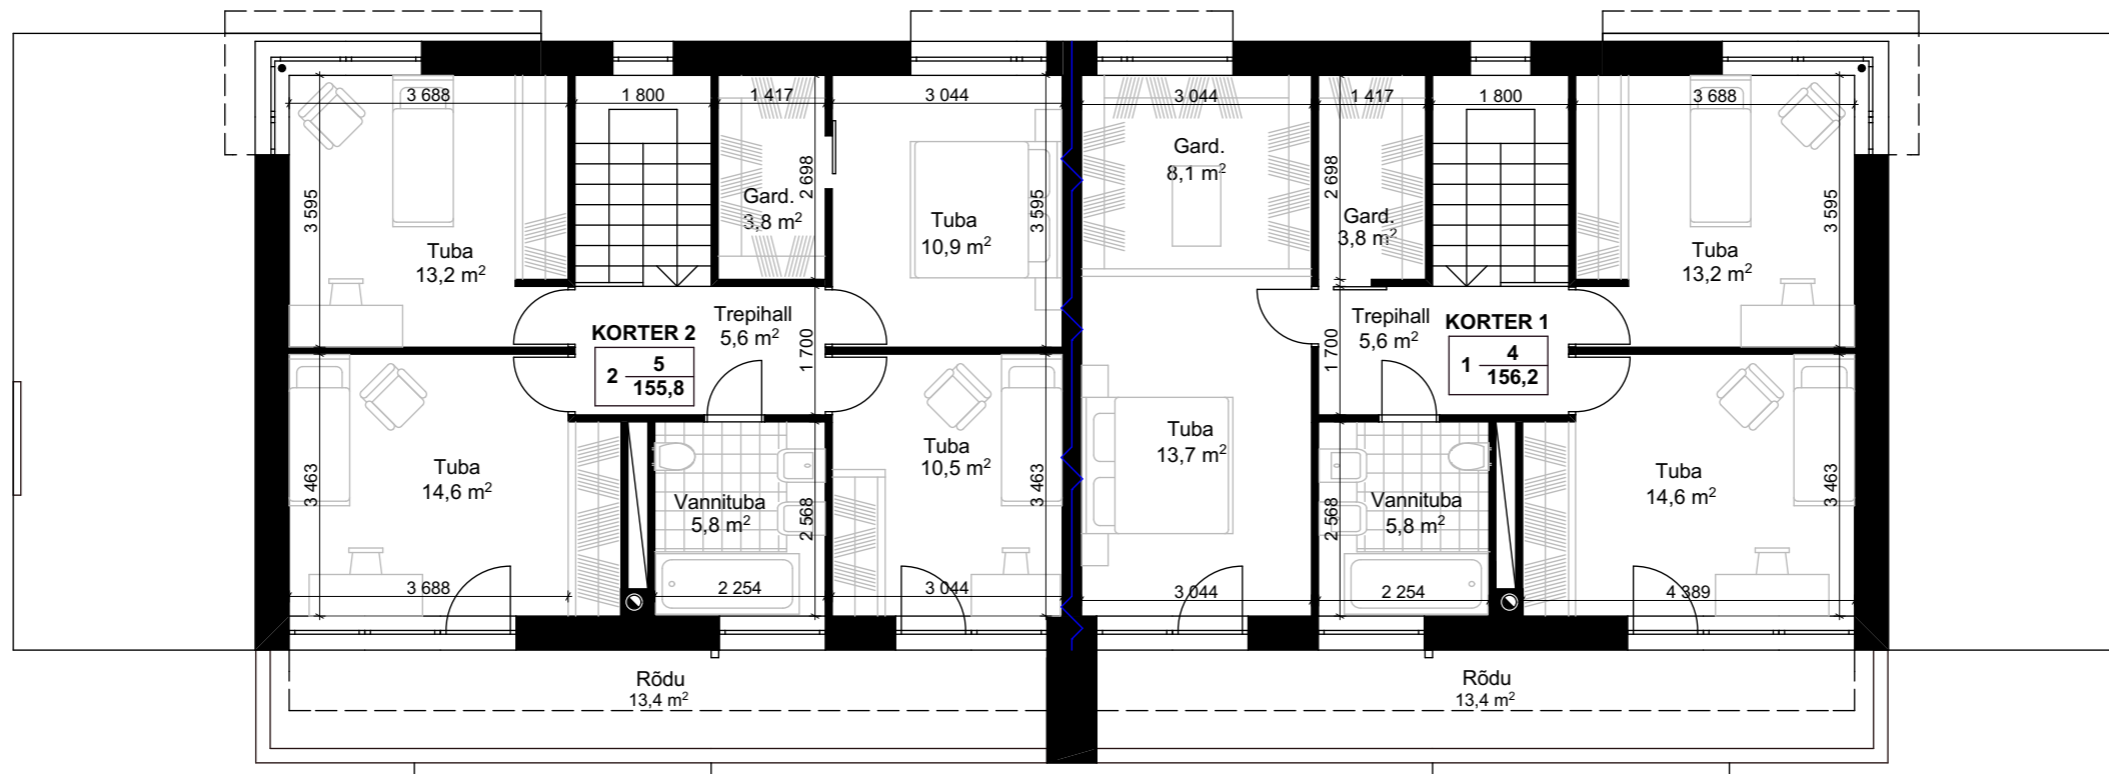 3 688
1 800
1 417
3 044
3 044
1 417
1 800
3 688
3 595
Tuba
13,2 m²
2 698
Gard.
3,8 m²
Tuba
10,9 m²
3 595
Gard.
8,1 m²
2 698
Gard.
3,8 m²
Tuba
13,2 m²
3 595
KORTER 2
2 5
155,8
Trepihall
5,6 m²
1 700
1 700
Trepihall
5,6 m²
KORTER 1
1 4
156,2
3 463
Tuba
14,6 m²
Vannituba
5,8 m²
2 568
Tuba
10,5 m²
3 463
Tuba
13,7 m²
2 568
Vannituba
5,8 m²
Tuba
14,6 m²
3 463
3 688
2 254
3 044
3 044
2 254
4 389
Rõdu
13,4 m²
Rõdu
13,4 m²